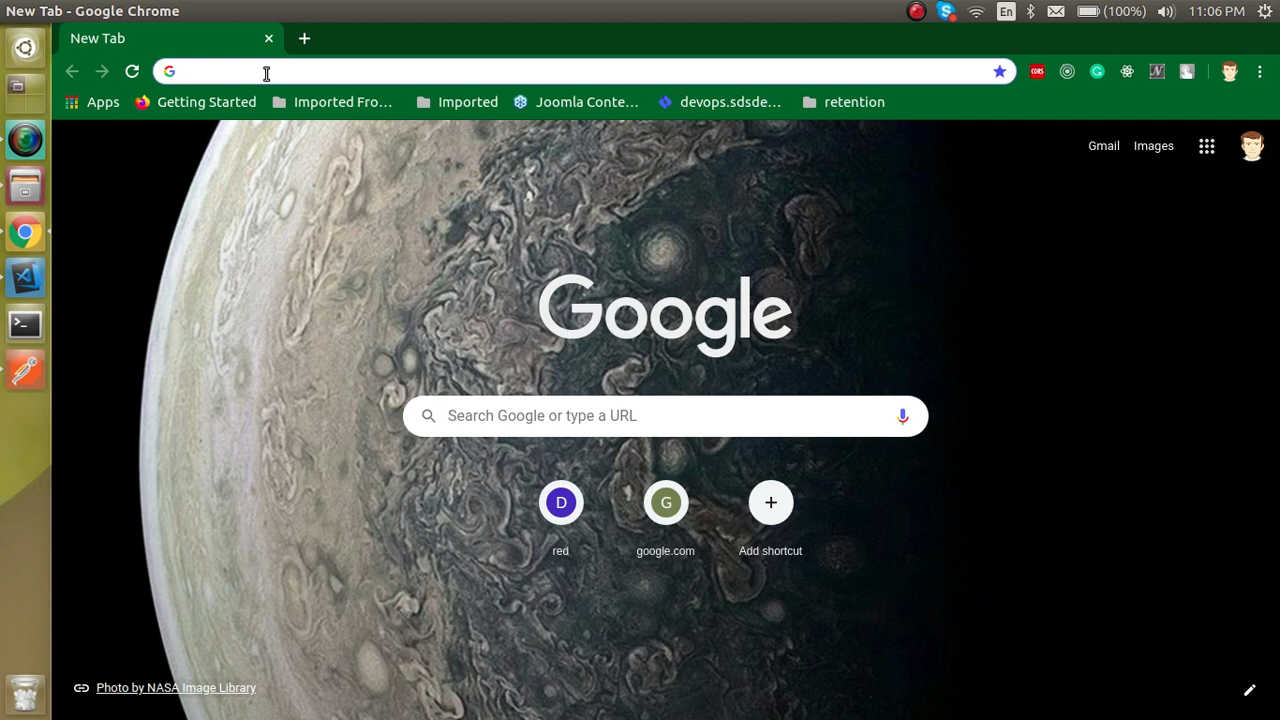 New Tab - Google Chrome
En
(100%)
11:06 PM
New Tab
CORS
Apps
Getting Started
Imported Fro...
Imported
Joomla Conte...
devops.sdsde...
retention
Gmail
Images
Google
Search Google or type a URL
D
G
red
google.com
Add shortcut
Photo by NASA Image Library